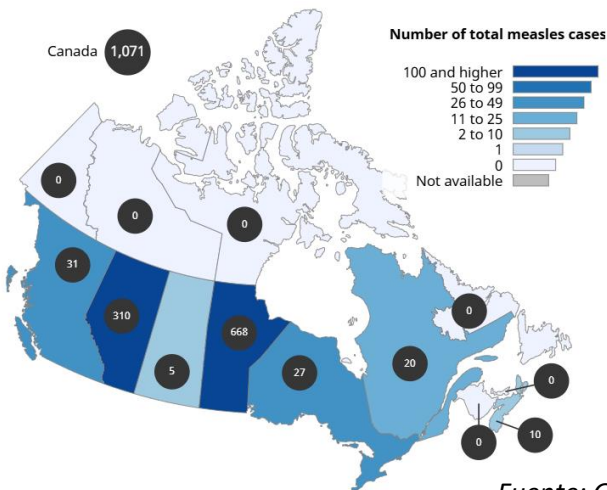 Number of total measles cases
Canada 1,071
100 and higher
50 to 99
26 to 49
11 to 25
2 to 10
1
0
Not available
0
0
0
31
310
5
668
27
20
0
0
0
10
Fuente: